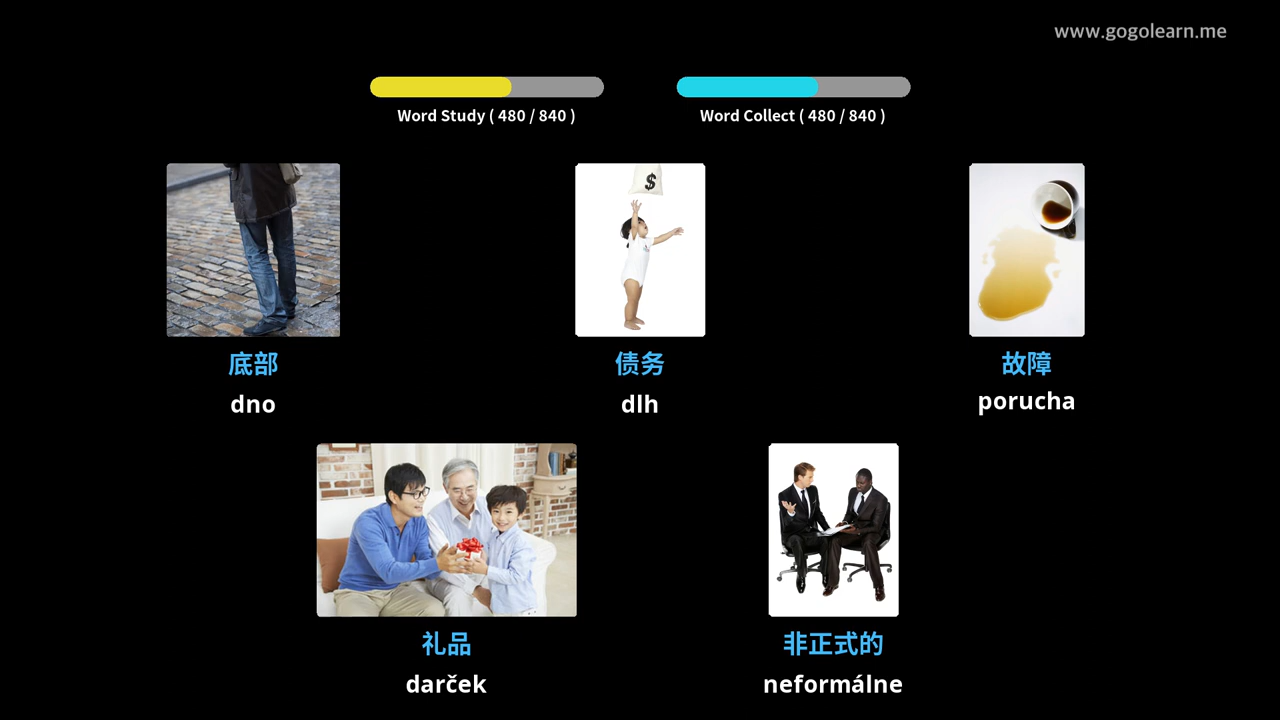 www.gogolearn.me
Word Study ( 480 / 840 )
Word Collect ( 480 / 840 )
$
底部
dno
债务
dlh
故障
porucha
礼品
darček
非正式的
neformálne